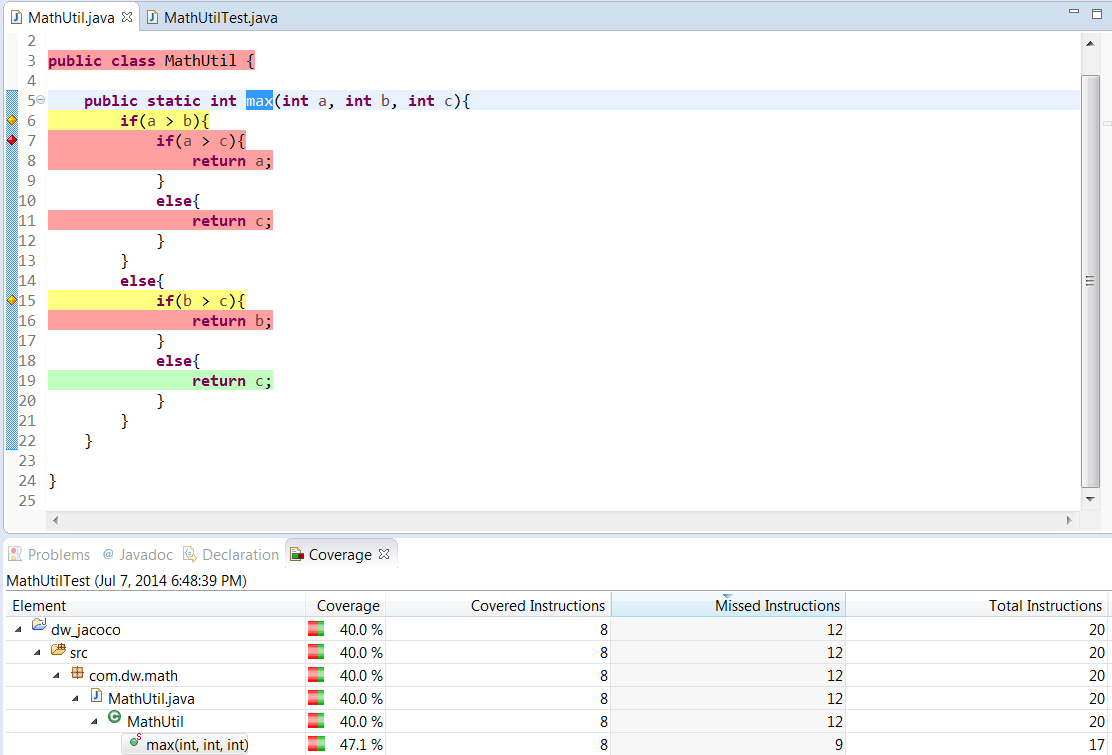 MathUtil.java MathUtilTest.java
2
3 public class MathUtil {
4
5 public static int max(int a, int b, int c){
6 if(a > b){
7 if(a > c){
8 return a;
9 }
10 else{
11 return c;
12 }
13 }
14 else{
15 if(b > c){
16 return b;
17 }
18 else{
19 return c;
20 }
21 }
22 }
23
24 }
25
Problems @ Javadoc Declaration Coverage
MathUtilTest (Jul 7, 2014 6:48:39 PM)
Element Coverage Covered Instructions Missed Instructions Total Instructions
dw_jacoco 40.0 % 8 12 20
src 40.0 % 8 12 20
com.dw.math 40.0 % 8 12 20
MathUtil.java 40.0 % 8 12 20
MathUtil 40.0 % 8 12 20
max(int, int, int) 47.1 % 8 9 17